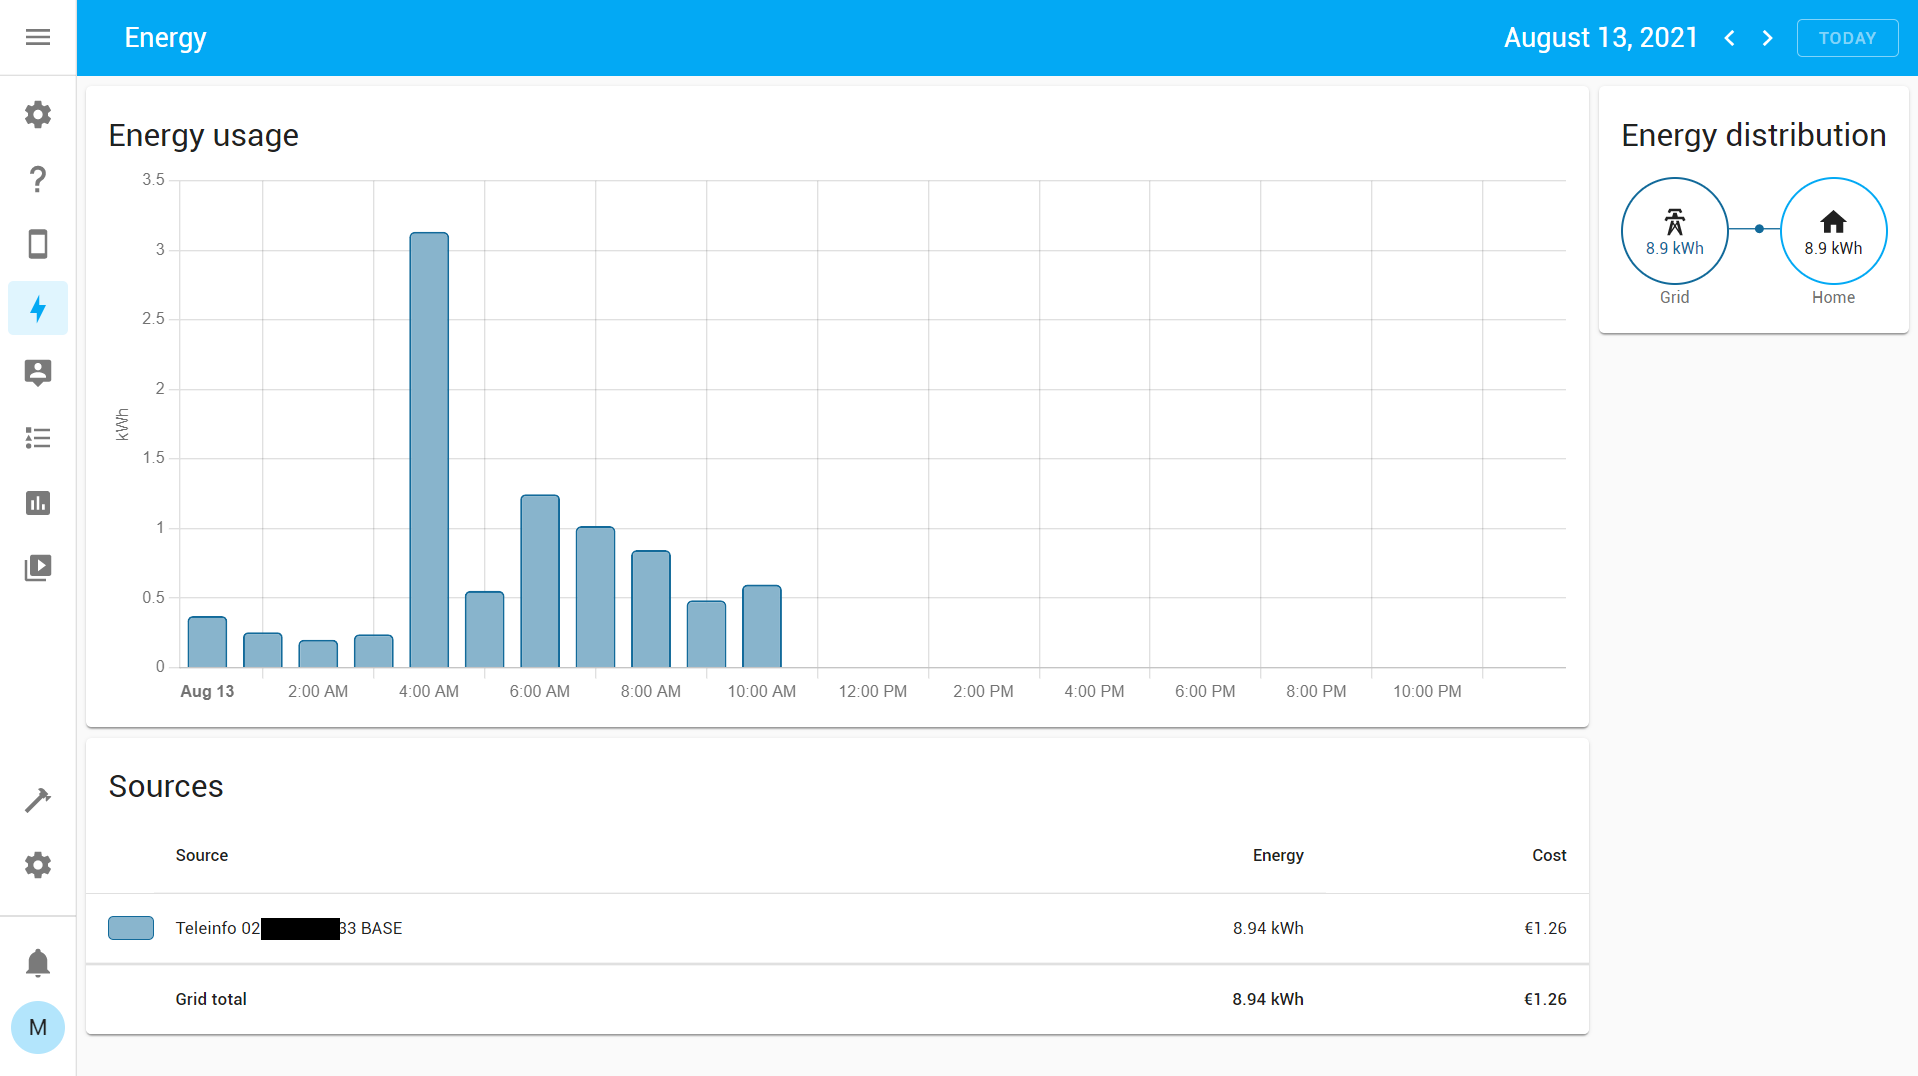 Energy
August 13, 2021
TODAY
Energy usage
3.5
3
2.5
2
1.5
1
0.5
0
kWh
Aug 13
2:00 AM
4:00 AM
6:00 AM
8:00 AM
10:00 AM
12:00 PM
2:00 PM
4:00 PM
6:00 PM
8:00 PM
10:00 PM
Energy distribution
8.9 kWh
Grid
8.9 kWh
Home
Sources
Source Energy Cost
Teleinfo 02 33 BASE 8.94 kWh €1.26
Grid total 8.94 kWh €1.26
M